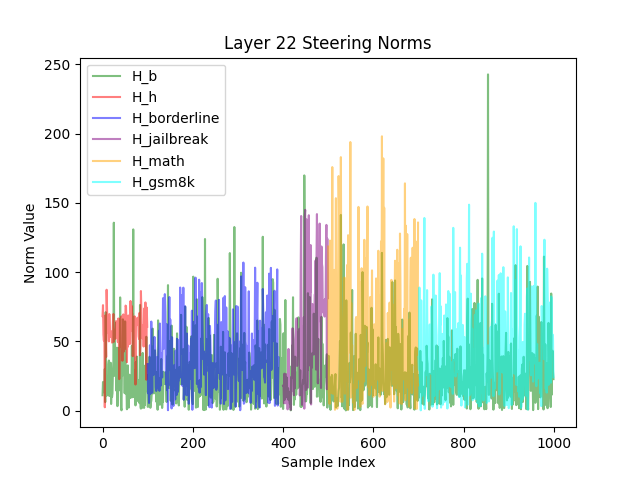 Layer 22 Steering Norms
250
200
150
100
50
0
Norm Value
H_b
H_h
H_borderline
H_jailbreak
H_math
H_gsm8k
0
200
400
600
800
1000
Sample Index